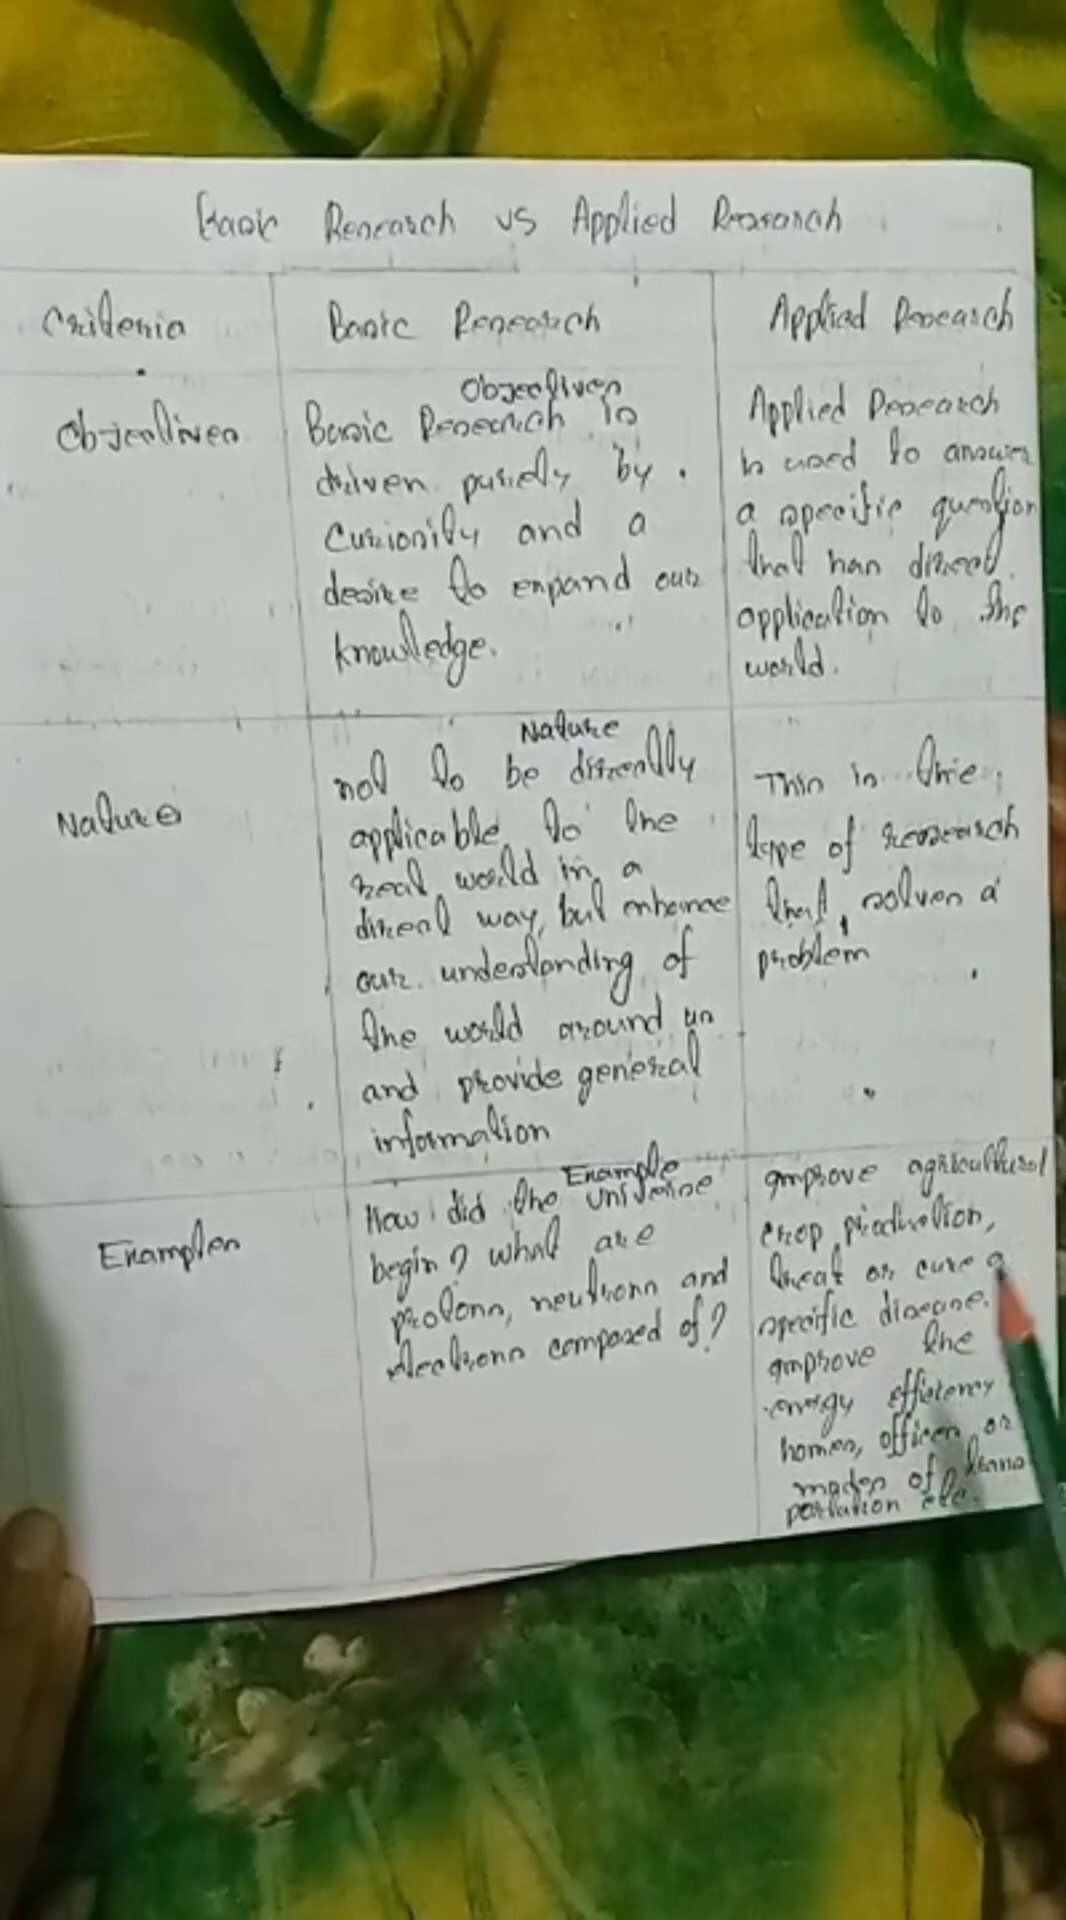 Basic Research vs Applied Research
Criteria
Basic Research
Applied Research
Objectives
Objectives
Basic Research is
driven purely by
Curiosity and a
desire to expand our
knowledge.
Applied Research
is used to answer
a specific question
that has direct
application to the
world.
Nature
Nature
not to be directly
applicable to the
real world in a
direct way, but enhance
our understanding of
the world around us
and provide general
information
This is the
type of research
that solves a
problem
Examples
Example
How did the universe
begin? what are
protons, neutrons and
electrons composed of?
improve agricultural
crop production,
treat or cure a
specific disease.
improve the
energy efficiency
homes, offices or
modes of trans
portation etc.